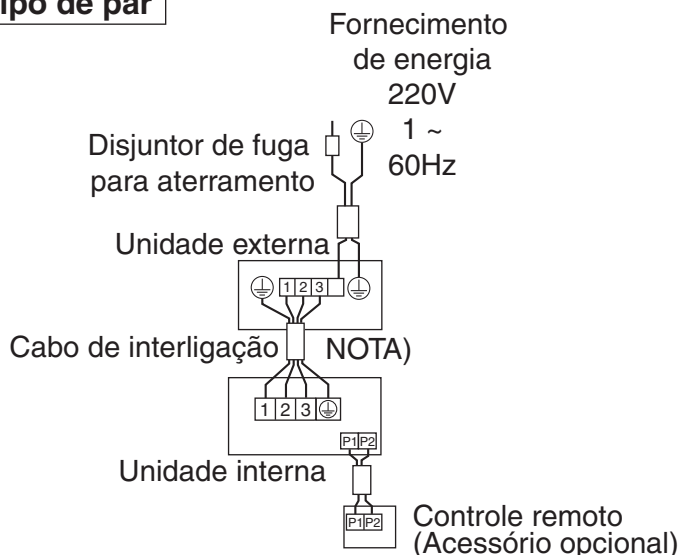 ipo de par
Fornecimento
de energia
220V
1 ~
60Hz
Disjuntor de fuga
para aterramento
Unidade externa
1 2 3
Cabo de interligação NOTA)
1 2 3
P1 P2
Unidade interna
P1 P2
Controle remoto
(Acessório opcional)